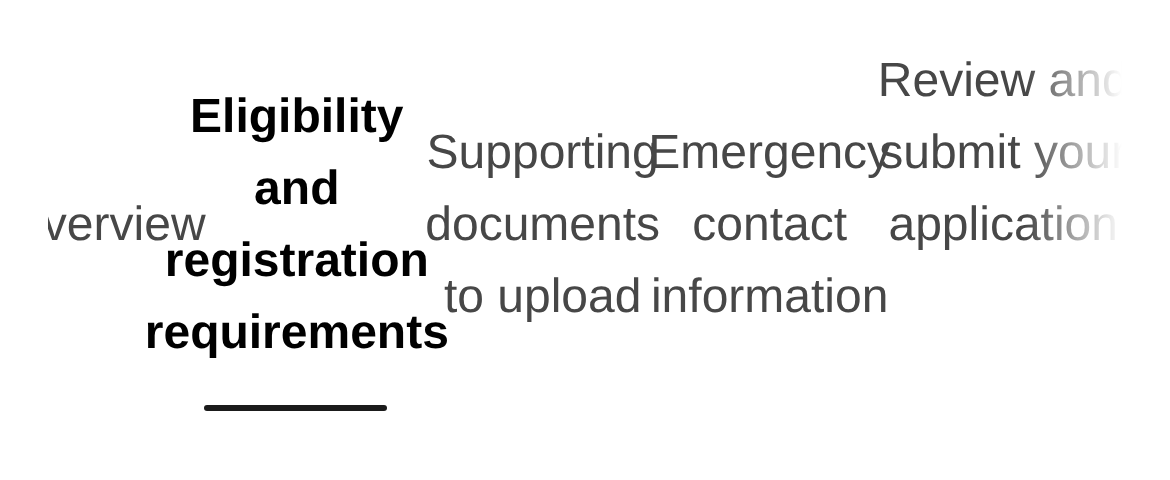 verview
Eligibility
and
registration
requirements
Supporting
documents
to upload
Emergency
contact
information
Review and
submit your
application